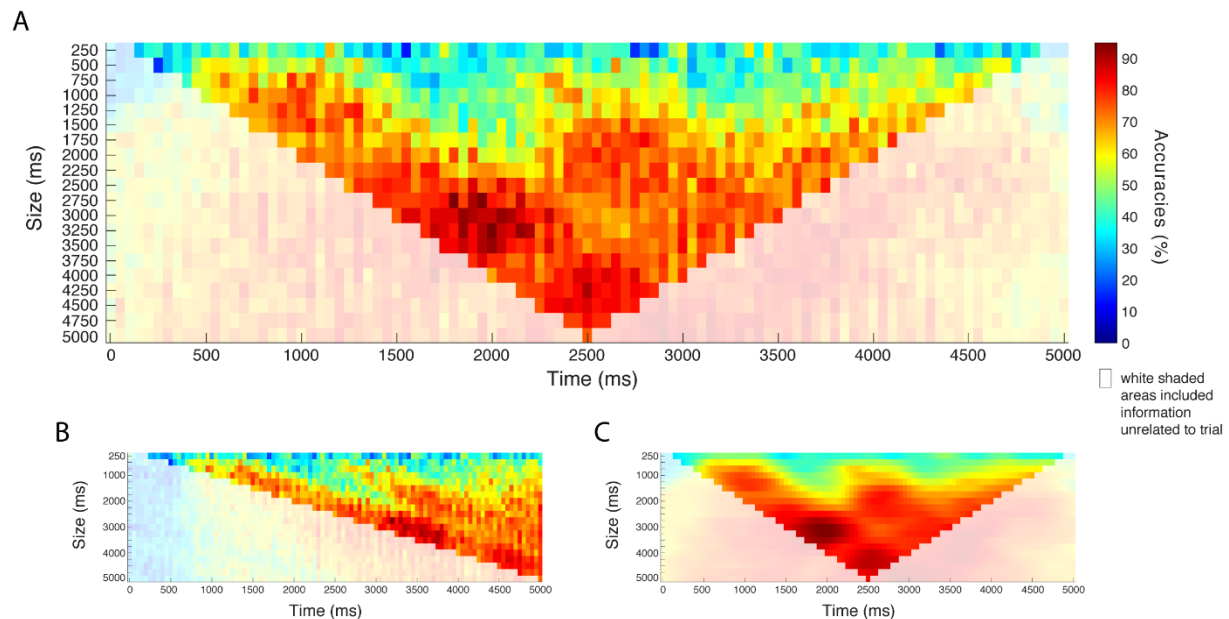 A
250
500
750
1000
1250
1500
1750
2000
2250
2500
2750
3000
3250
3500
3750
4000
4250
4500
4750
5000
Size (ms)
0 500 1000 1500 2000 2500 3000 3500 4000 4500 5000
Time (ms)
90
80
70
60
50
40
30
20
10
0
Accuracies (%)
white shaded
areas included
information
unrelated to trial
B
250
1000
2000
3000
4000
5000
Size (ms)
0 500 1000 1500 2000 2500 3000 3500 4000 4500 5000
Time (ms)
C
250
1000
2000
3000
4000
5000
Size (ms)
0 500 1000 1500 2000 2500 3000 3500 4000 4500 5000
Time (ms)